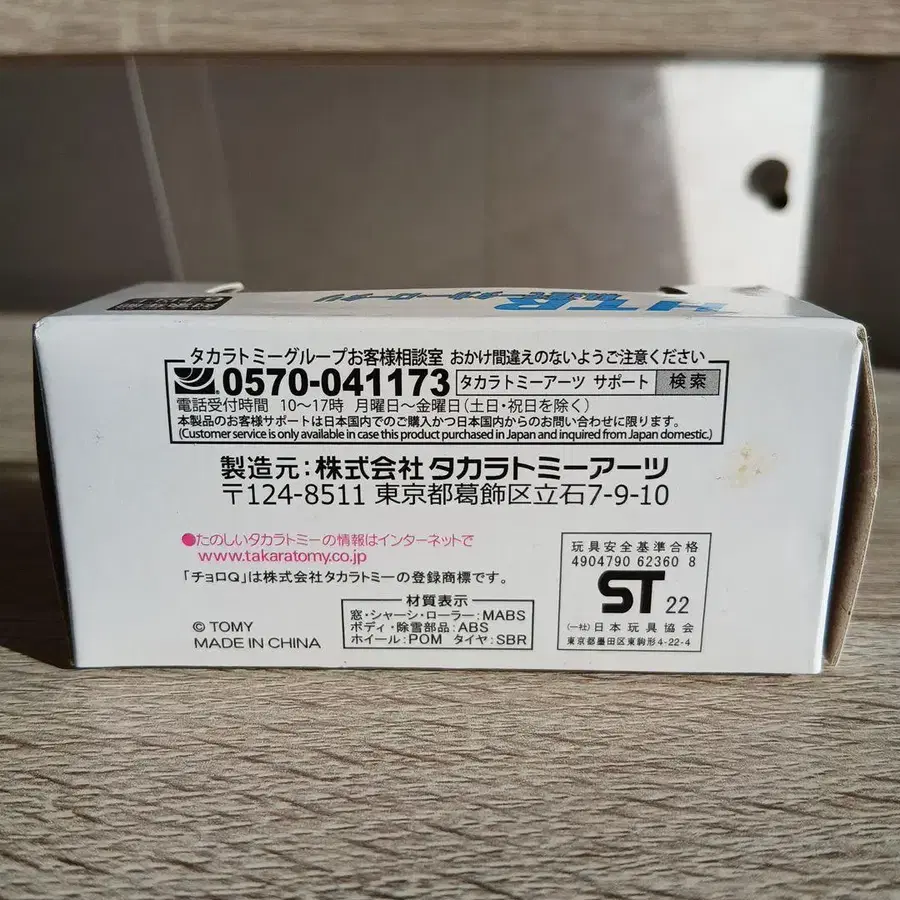 HTR
タカラトミーグループお客様相談室 おかけ間違えのないようご注意ください
0570-041173 タカラトミーアーツ サポート 検索
電話受付時間 10〜17時 月曜日〜金曜日(土日・祝日を除く)
本製品のお客様サポートは日本国内でのご購入かつ日本国内からのお問い合わせに限ります。
(Customer service is only available in case this product purchased in Japan and inquired from Japan domestic.)
製造元:株式会社タカラトミーアーツ
〒124-8511 東京都葛飾区立石7-9-10
●たのしいタカラトミーの情報はインターネットで
www.takaratomy.co.jp
「チョロQ」は株式会社タカラトミーの登録商標です。
© TOMY
MADE IN CHINA
材質表示
窓・シャーシ・ローラー:MABS
ボディ・除雪部品:ABS
ホイール:POM タイヤ:SBR
玩具安全基準合格
4904790 62360 8
ST 22
(一社)日本玩具協会
東京都墨田区東駒形4-22-4